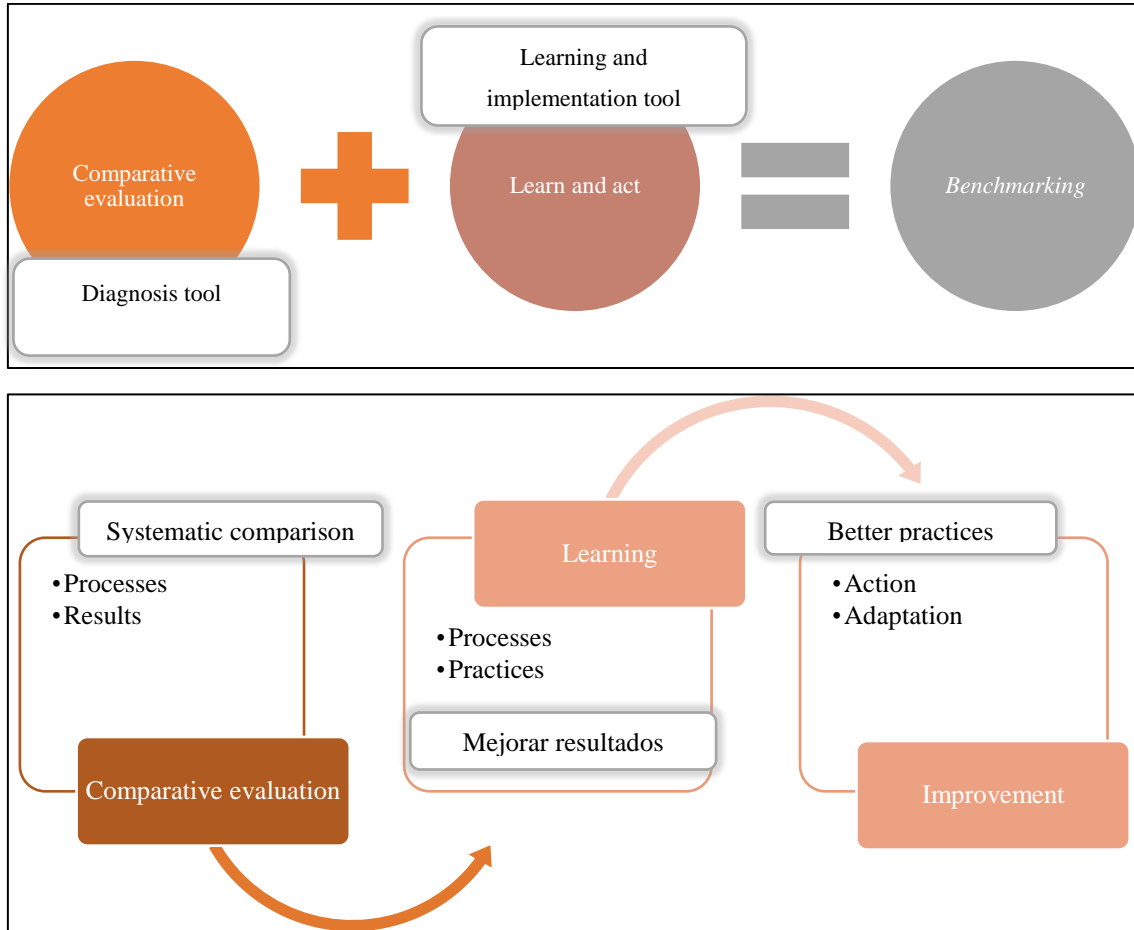 Learning and
implementation tool
Comparative
evaluation
Learn and act
Benchmarking
Diagnosis tool
Systematic comparison
•Processes
•Results
Comparative evaluation
Learning
•Processes
•Practices
Mejorar resultados
Better practices
•Action
•Adaptation
Improvement